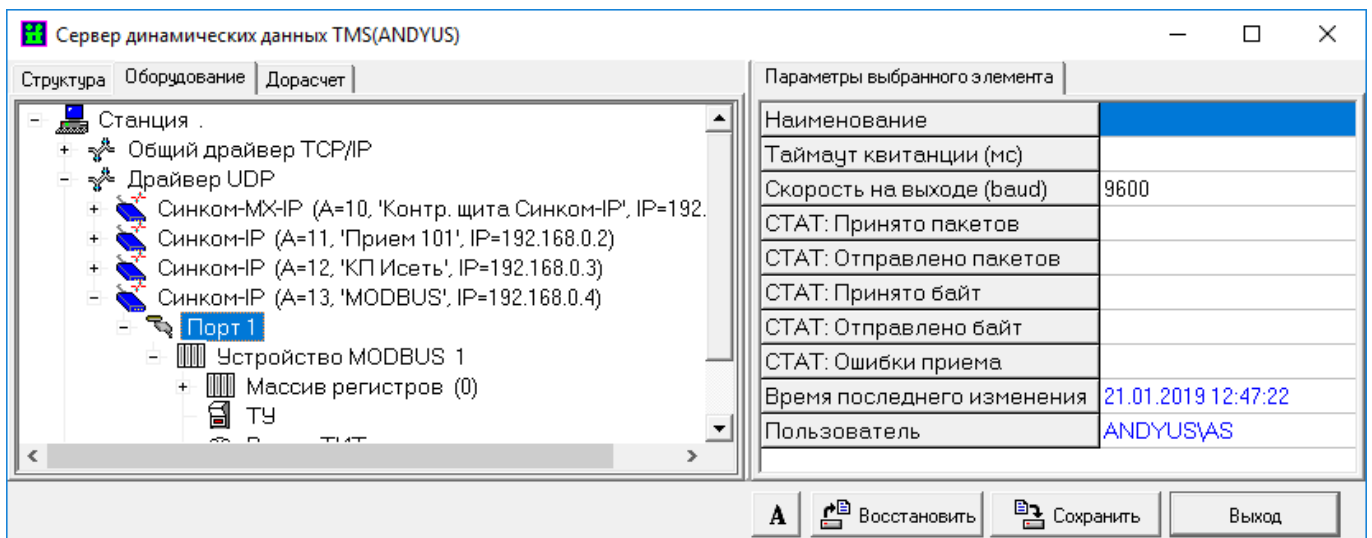 Сервер динамических данных TMS(ANDYUS)
Структура Оборудование Дорасчет
Станция .
Общий драйвер TCP/IP
Драйвер UDP
Синком-MX-IP (A=10, 'Контр. щита Синком-IP', IP=192.
Синком-IP (A=11, 'Прием 101', IP=192.168.0.2)
Синком-IP (A=12, 'КП Исеть', IP=192.168.0.3)
Синком-IP (A=13, 'MODBUS', IP=192.168.0.4)
Порт 1
Устройство MODBUS 1
Массив регистров (0)
ТУ
Параметры выбранного элемента
Наименование
Таймаут квитанции (мс)
Скорость на выходе (baud) 9600
СТАТ: Принято пакетов
СТАТ: Отправлено пакетов
СТАТ: Принято байт
СТАТ: Отправлено байт
СТАТ: Ошибки приема
Время последнего изменения 21.01.2019 12:47:22
Пользователь ANDYUS\AS
A Восстановить Сохранить Выход